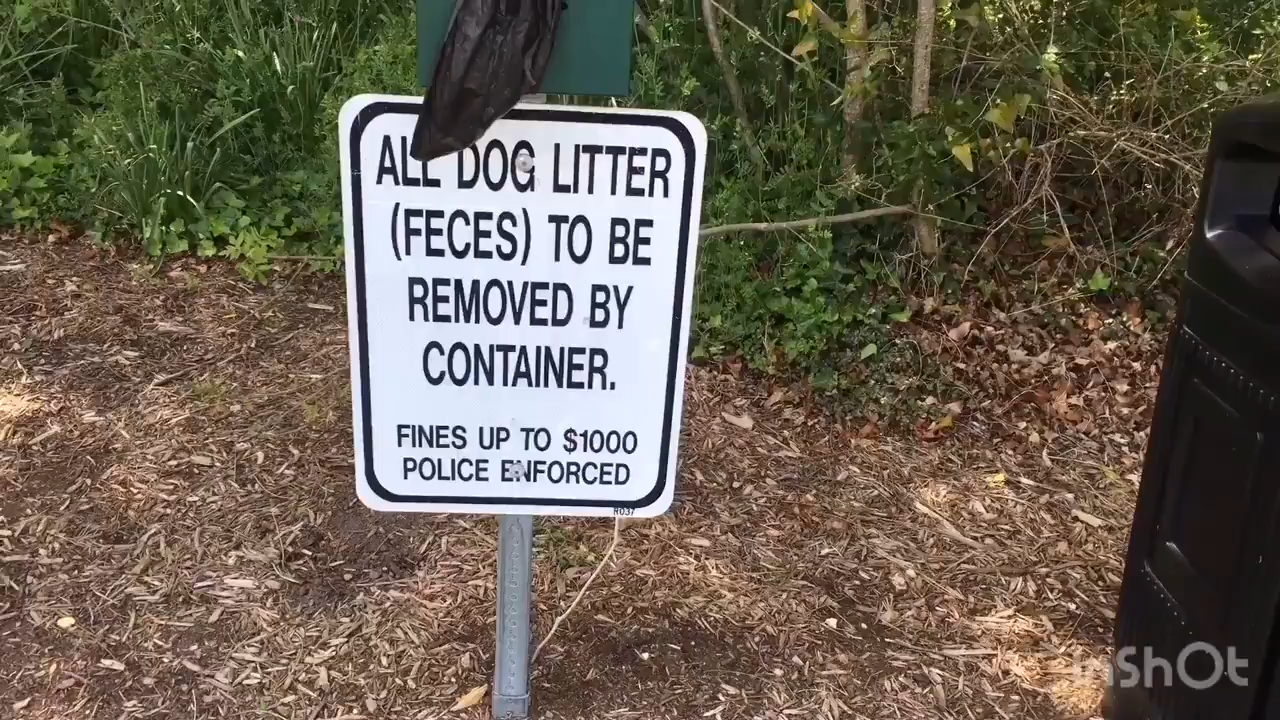 ALL DOG LITTER
(FECES) TO BE
REMOVED BY
CONTAINER.
FINES UP TO $1000
POLICE ENFORCED
R037
InShOt